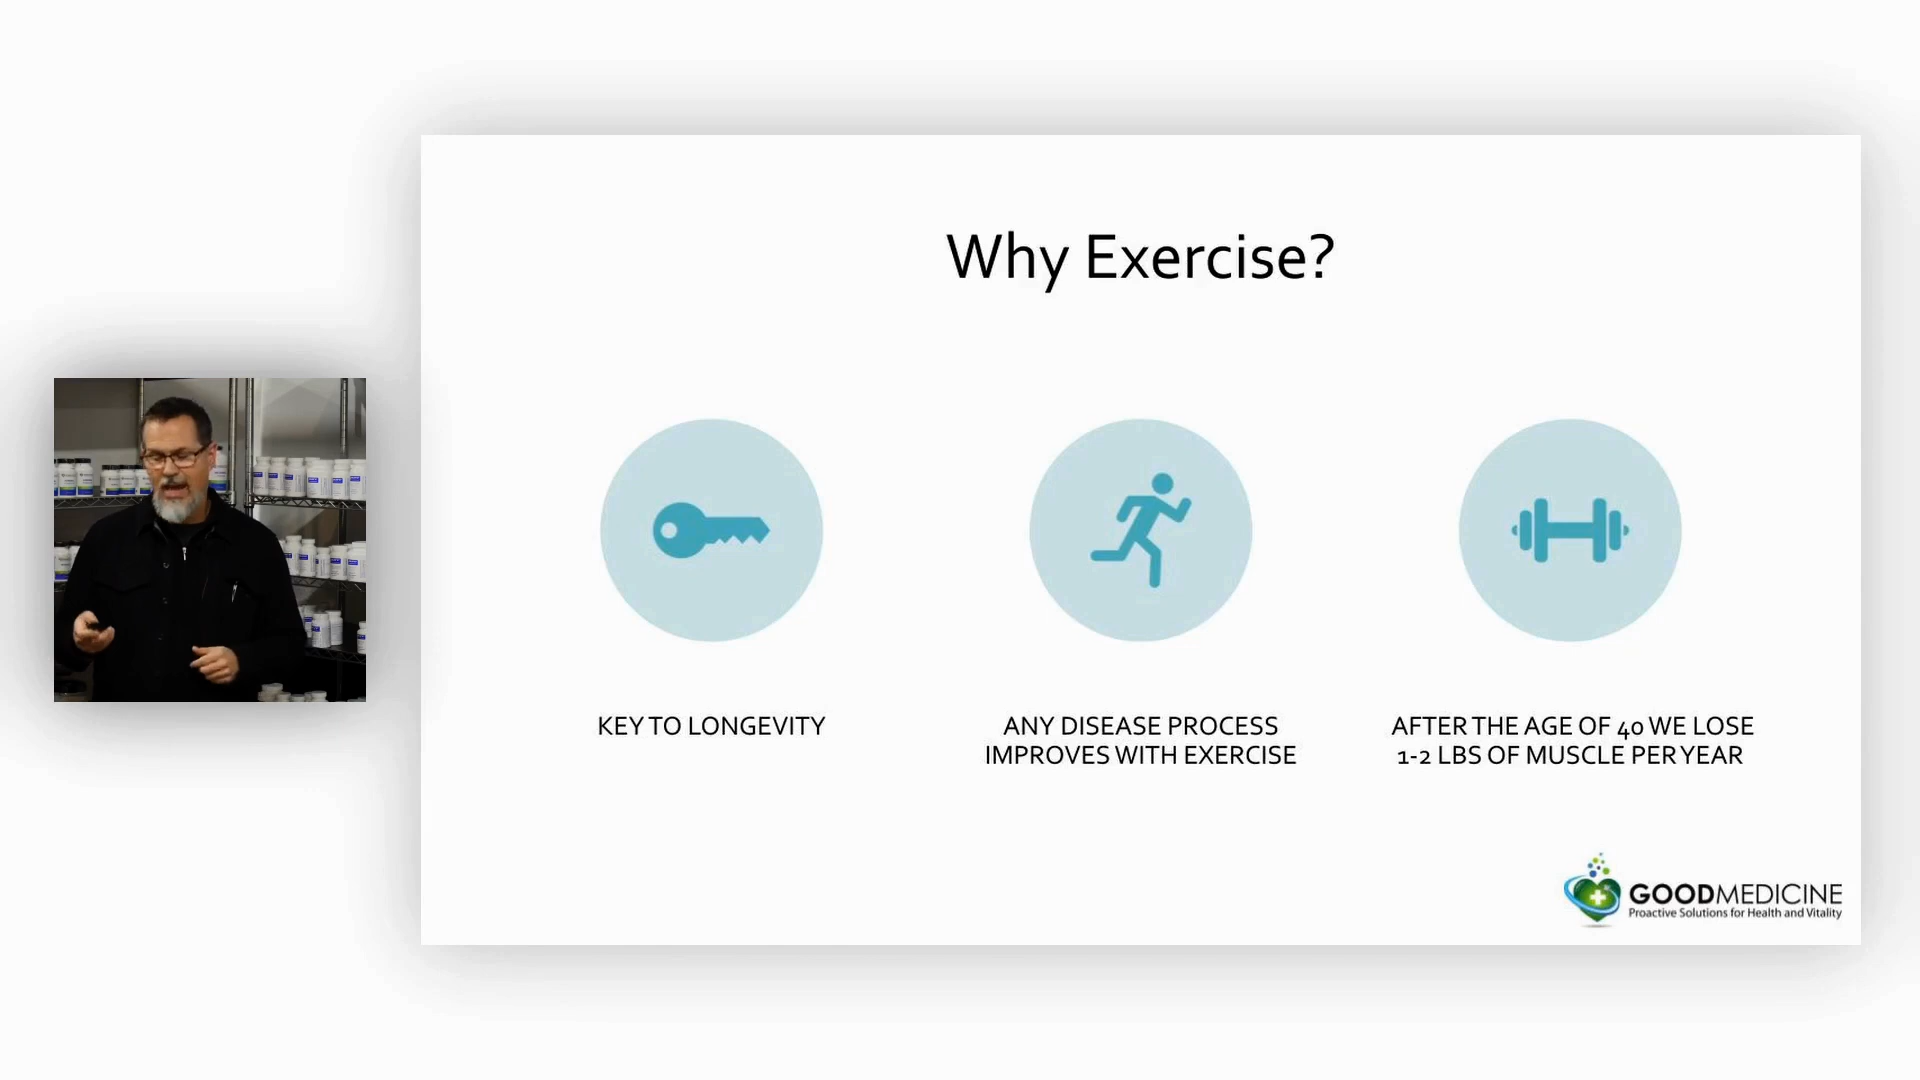 Why Exercise?
KEY TO LONGEVITY
ANY DISEASE PROCESS
IMPROVES WITH EXERCISE
AFTER THE AGE OF 40 WE LOSE
1-2 LBS OF MUSCLE PER YEAR
GOODMEDICINE
Proactive Solutions for Health and Vitality